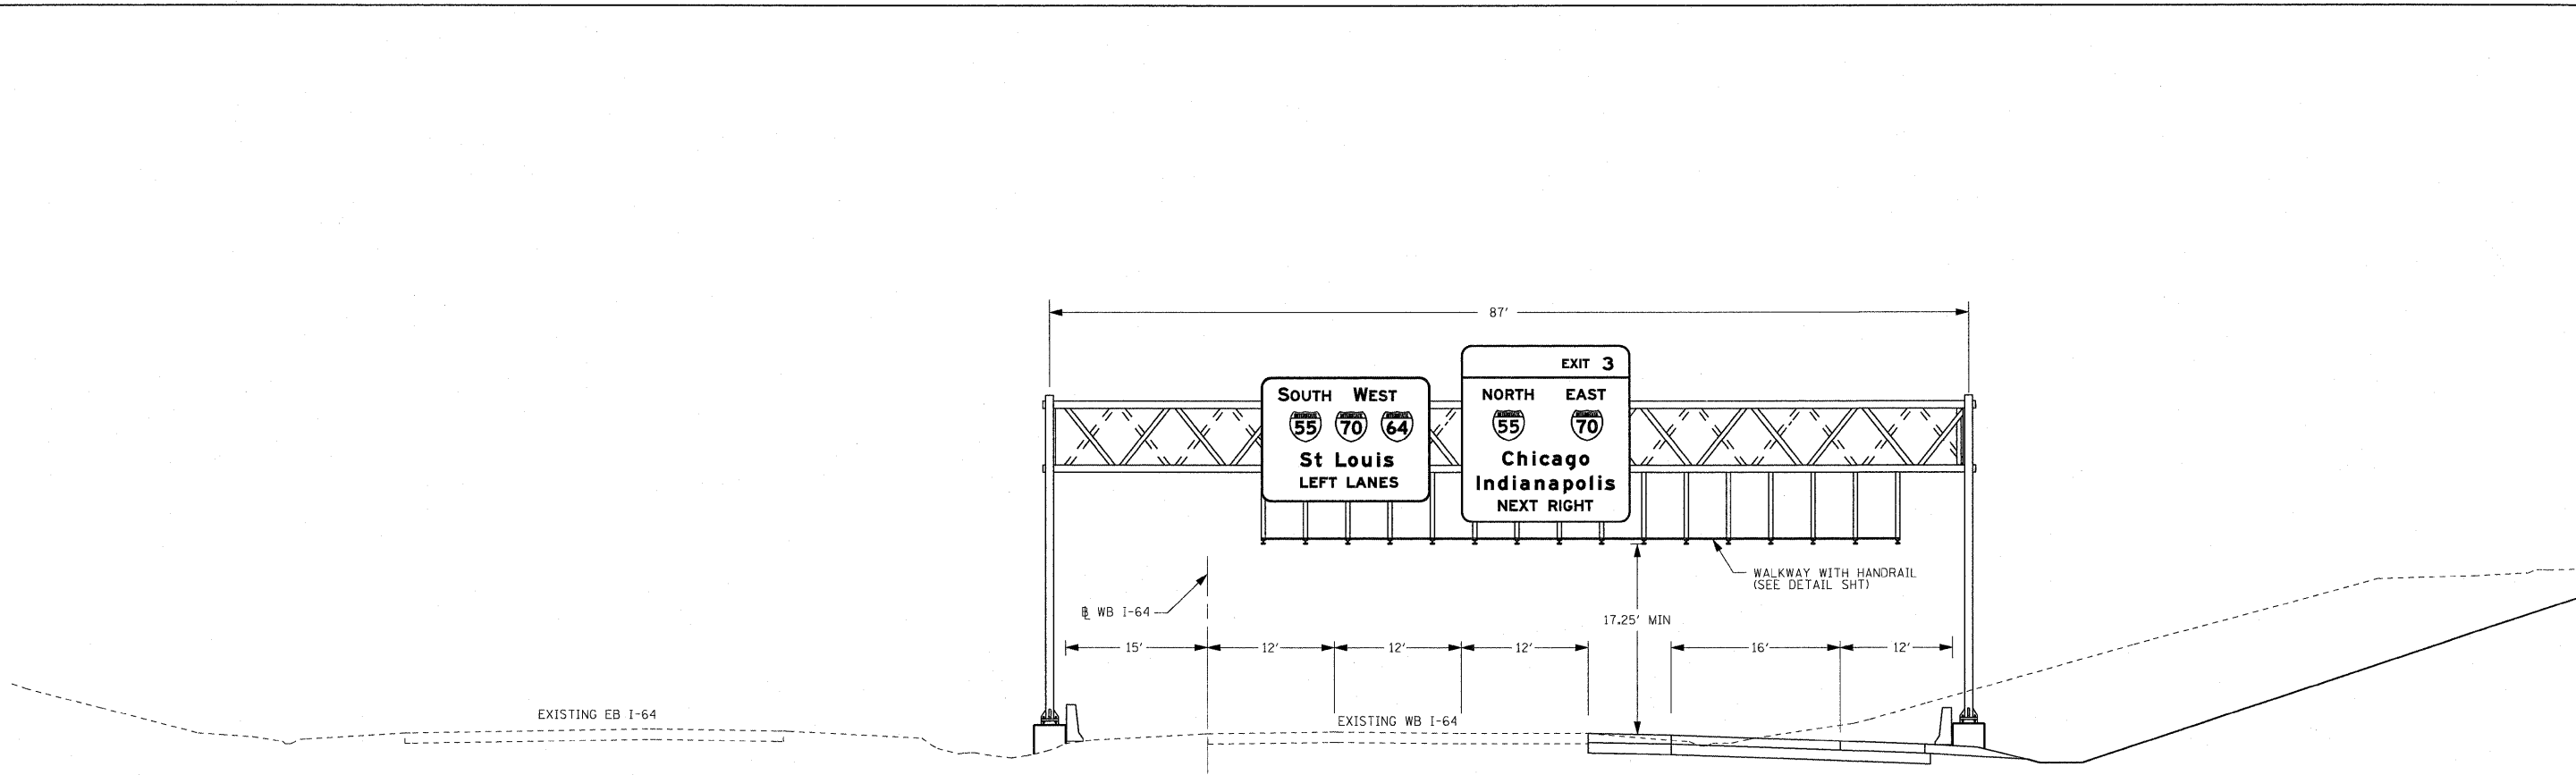 87'
EXIT 3
SOUTH WEST
55 70 64
St Louis
LEFT LANES
NORTH EAST
55 70
Chicago
Indianapolis
NEXT RIGHT
WALKWAY WITH HANDRAIL
(SEE DETAIL SHT)
℄ WB I-64
17.25' MIN
15' 12' 12' 12' 16' 12'
EXISTING EB I-64
EXISTING WB I-64